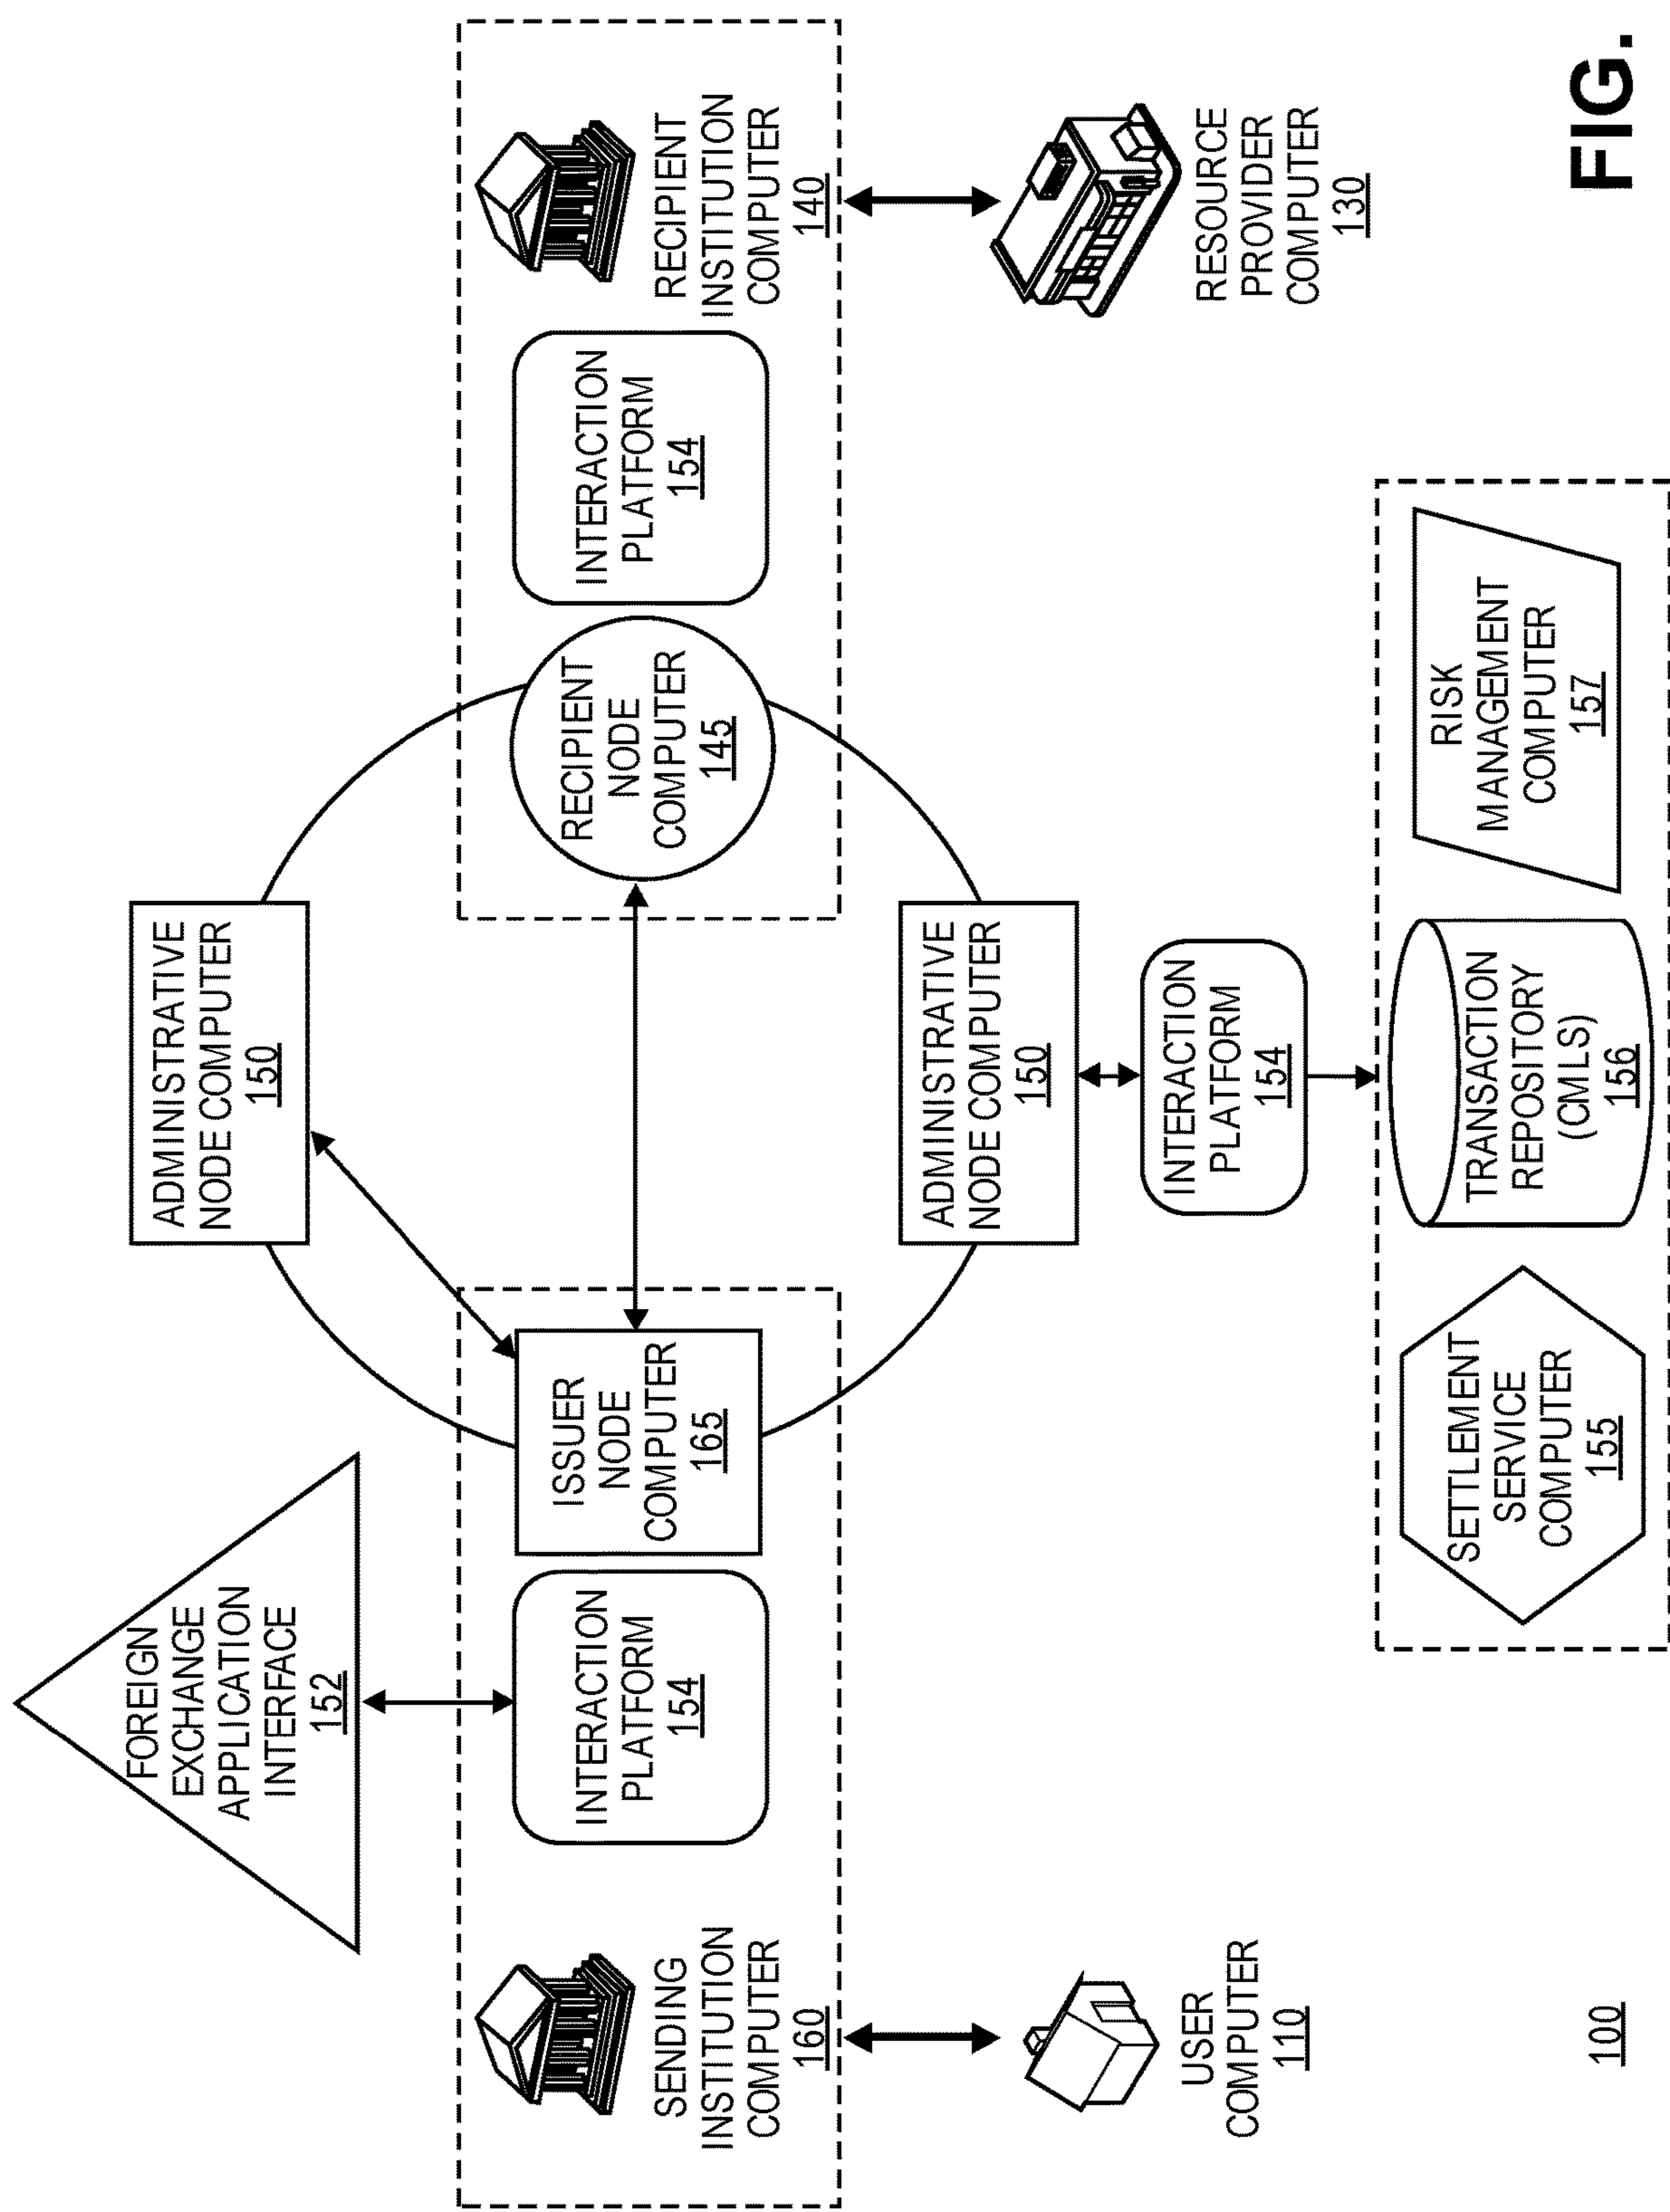 FOREIGN
EXCHANGE
APPLICATION
INTERFACE
152
ADMINISTRATIVE
NODE COMPUTER
150
SENDING
INSTITUTION
COMPUTER
160
INTERACTION
PLATFORM
154
ISSUER
NODE
COMPUTER
165
RECIPIENT
NODE
COMPUTER
145
INTERACTION
PLATFORM
154
RECIPIENT
INSTITUTION
COMPUTER
140
ADMINISTRATIVE
NODE COMPUTER
150
USER
COMPUTER
110
INTERACTION
PLATFORM
154
RESOURCE
PROVIDER
COMPUTER
130
SETTLEMENT
SERVICE
COMPUTER
155
TRANSACTION
REPOSITORY
(CMLS)
156
RISK
MANAGEMENT
COMPUTER
157
100
FIG.